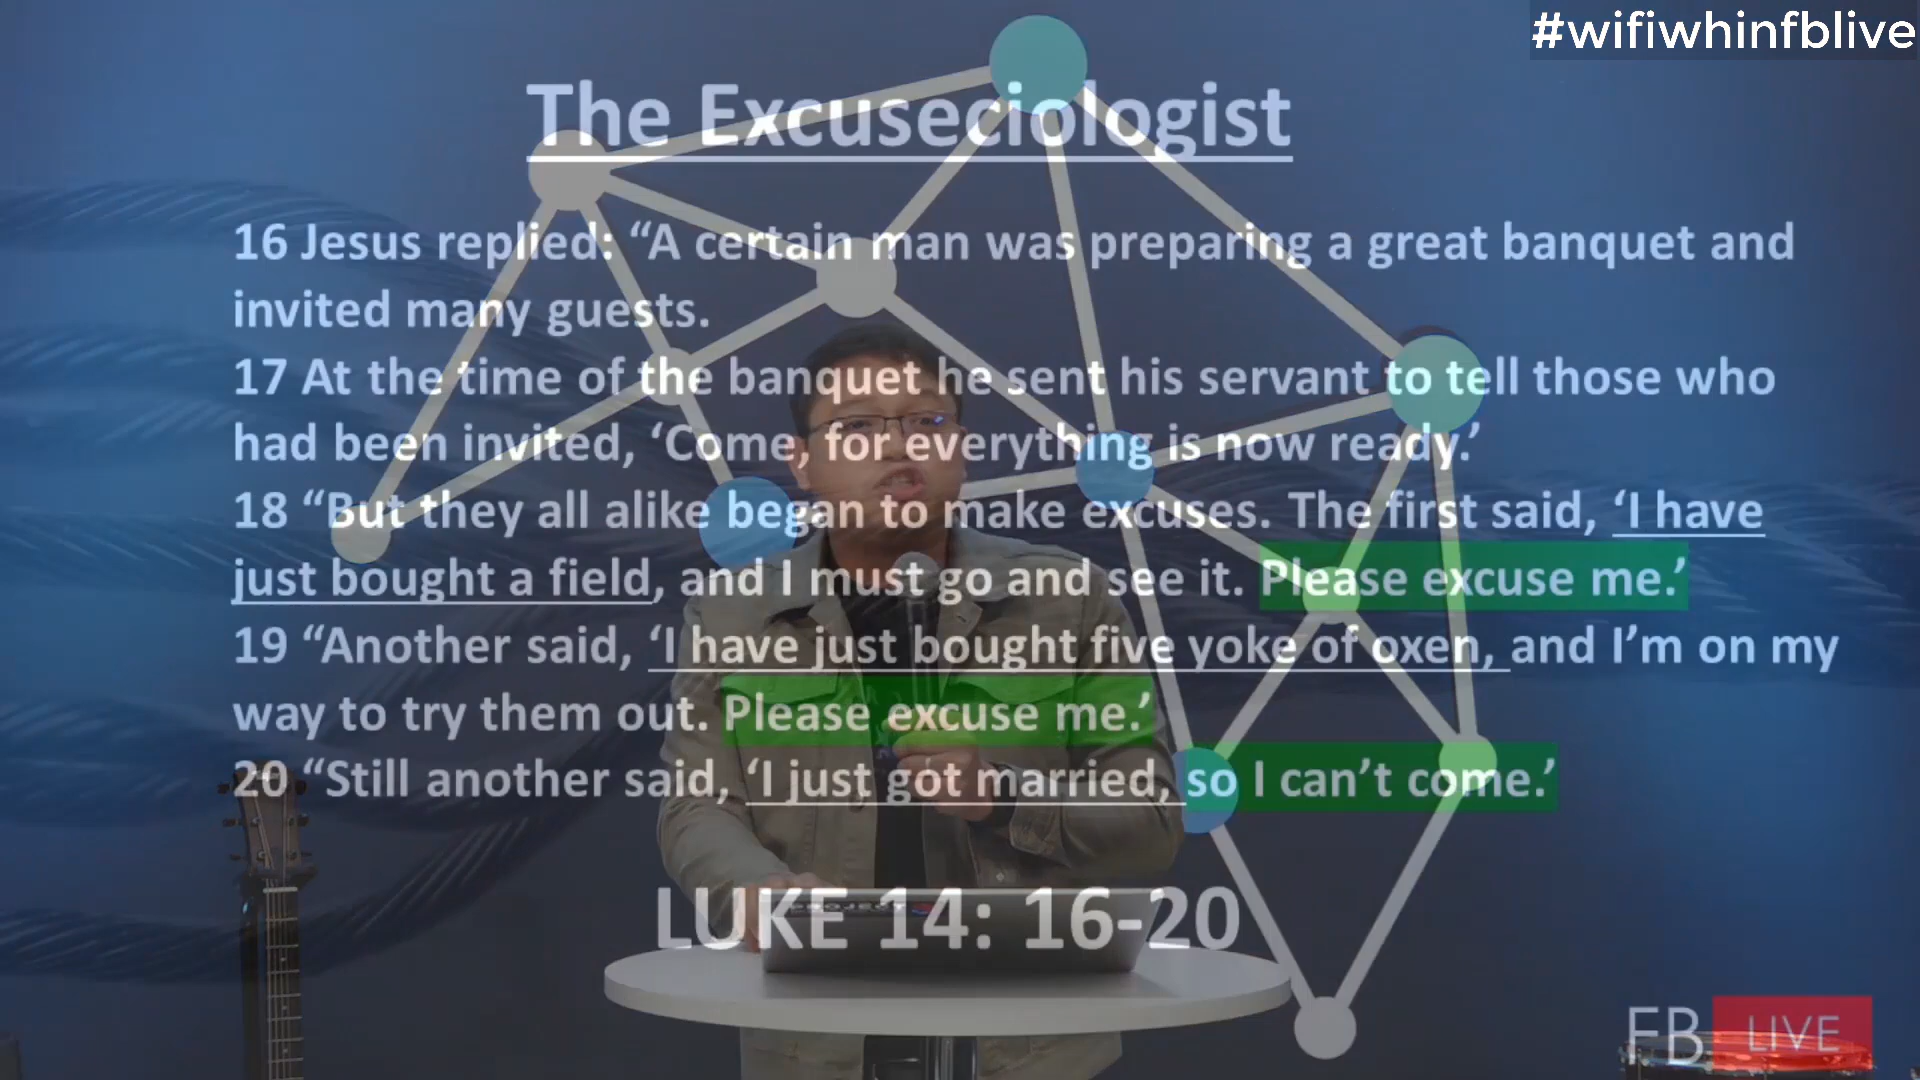 #wifiwhinfblive
The Excuseciologist
16 Jesus replied: “A certain man was preparing a great banquet and
invited many guests.
17 At the time of the banquet he sent his servant to tell those who
had been invited, ‘Come, for everything is now ready.’
18 “But they all alike began to make excuses. The first said, ‘I have
just bought a field, and I must go and see it. Please excuse me.’
19 “Another said, ‘I have just bought five yoke of oxen, and I’m on my
way to try them out. Please excuse me.’
20 “Still another said, ‘I just got married, so I can’t come.’
LUKE 14: 16-20
PROJECT
FB LIVE